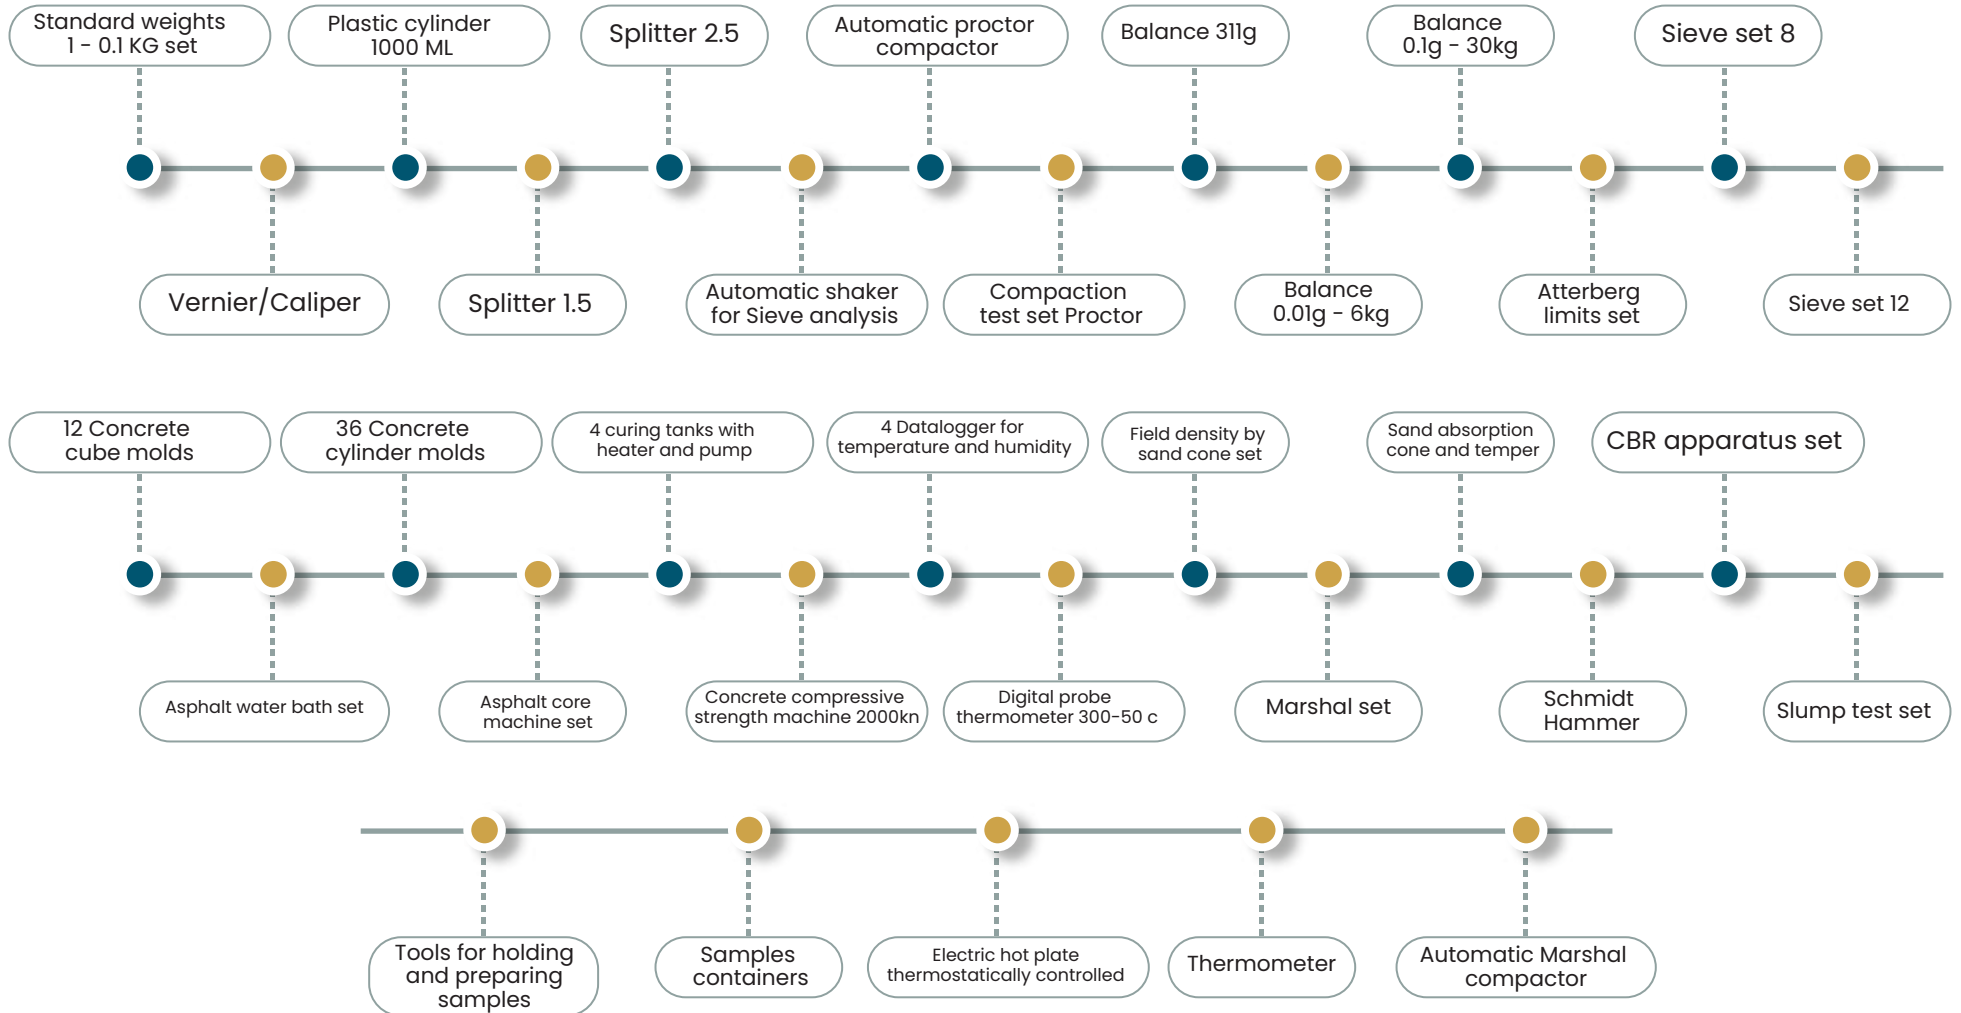 Standard weights
1 - 0.1 KG set
Plastic cylinder
1000 ML
Splitter 2.5
Automatic proctor
compactor
Balance 311g
Balance
0.1g - 30kg
Sieve set 8
Vernier/Caliper
Splitter 1.5
Automatic shaker
for Sieve analysis
Compaction
test set Proctor
Balance
0.01g - 6kg
Atterberg
limits set
Sieve set 12
12 Concrete
cube molds
36 Concrete
cylinder molds
4 curing tanks with
heater and pump
4 Datalogger for
temperature and humidity
Field density by
sand cone set
Sand absorption
cone and temper
CBR apparatus set
Asphalt water bath set
Asphalt core
machine set
Concrete compressive
strength machine 2000kn
Digital probe
thermometer 300-50 c
Marshal set
Schmidt
Hammer
Slump test set
Tools for holding
and preparing
samples
Samples
containers
Electric hot plate
thermostatically controlled
Thermometer
Automatic Marshal
compactor